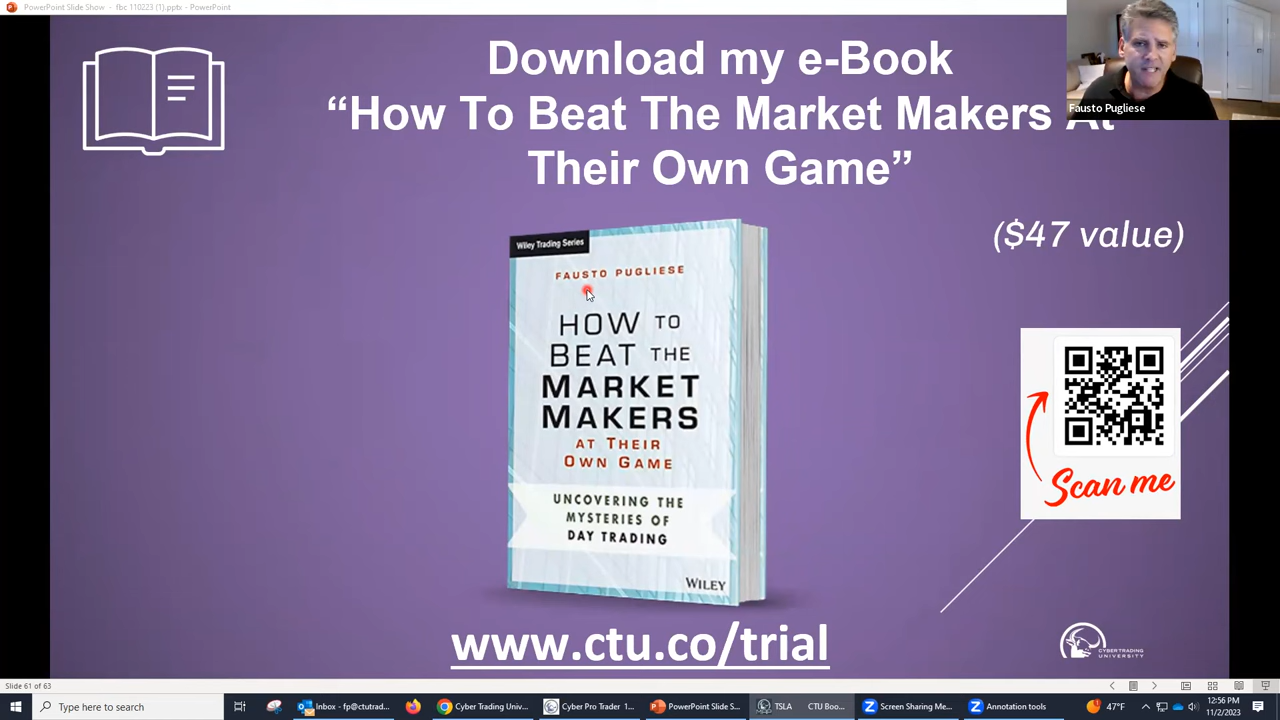 PowerPoint Slide Show - fbc 110223 (1).pptx - PowerPoint
Download my e-Book
“How To Beat The Market Makers At
Their Own Game”
Fausto Pugliese
($47 value)
Wiley Trading Series
FAUSTO PUGLIESE
HOW TO
BEAT THE
MARKET
MAKERS
AT THEIR
OWN GAME
UNCOVERING THE
MYSTERIES OF
DAY TRADING
WILEY
Scan me
www.ctu.co/trial
CYBERTRADING
UNIVERSITY
Slide 61 of 63
Type here to search
Inbox - fp@ctutrad...
Cyber Trading Univ...
Cyber Pro Trader 1...
PowerPoint Slide S...
TSLA CTU Boo...
Screen Sharing Me...
Annotation tools
47°F
12:56 PM
11/2/2023